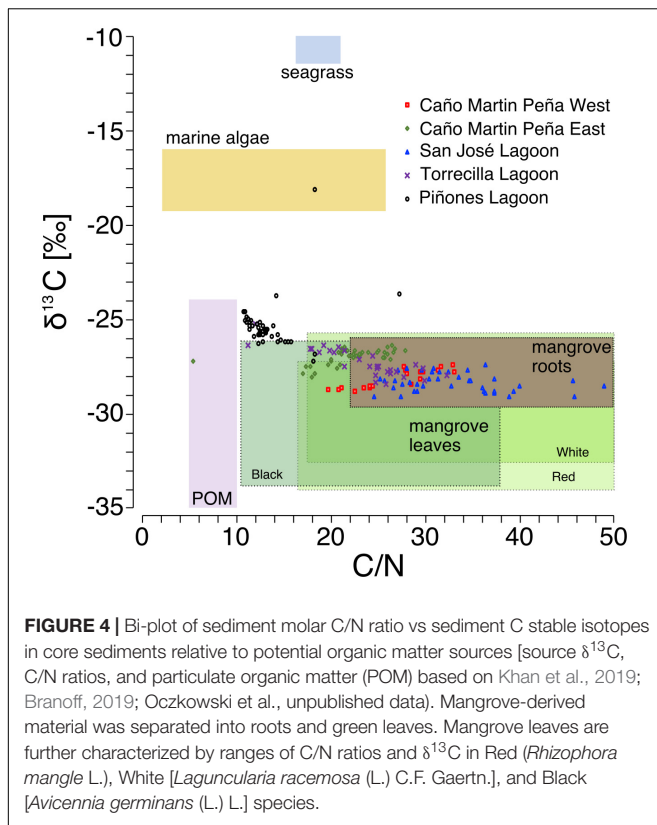 -10
seagrass
Caño Martin Peña West
Caño Martin Peña East
San José Lagoon
Torrecilla Lagoon
Piñones Lagoon
-15
marine algae
-20
δ13C [‰]
-25
mangrove
roots
-30
mangrove
leaves
White
Black
Red
-35
POM
0
10
20
30
40
50
C/N
FIGURE 4 | Bi-plot of sediment molar C/N ratio vs sediment C stable isotopes
in core sediments relative to potential organic matter sources [source δ13C,
C/N ratios, and particulate organic matter (POM) based on Khan et al., 2019;
Branoff, 2019; Oczkowski et al., unpublished data). Mangrove-derived
material was separated into roots and green leaves. Mangrove leaves are
further characterized by ranges of C/N ratios and δ13C in Red (Rhizophora
mangle L.), White [Laguncularia racemosa (L.) C.F. Gaertn.], and Black
[Avicennia germinans (L.) L.] species.